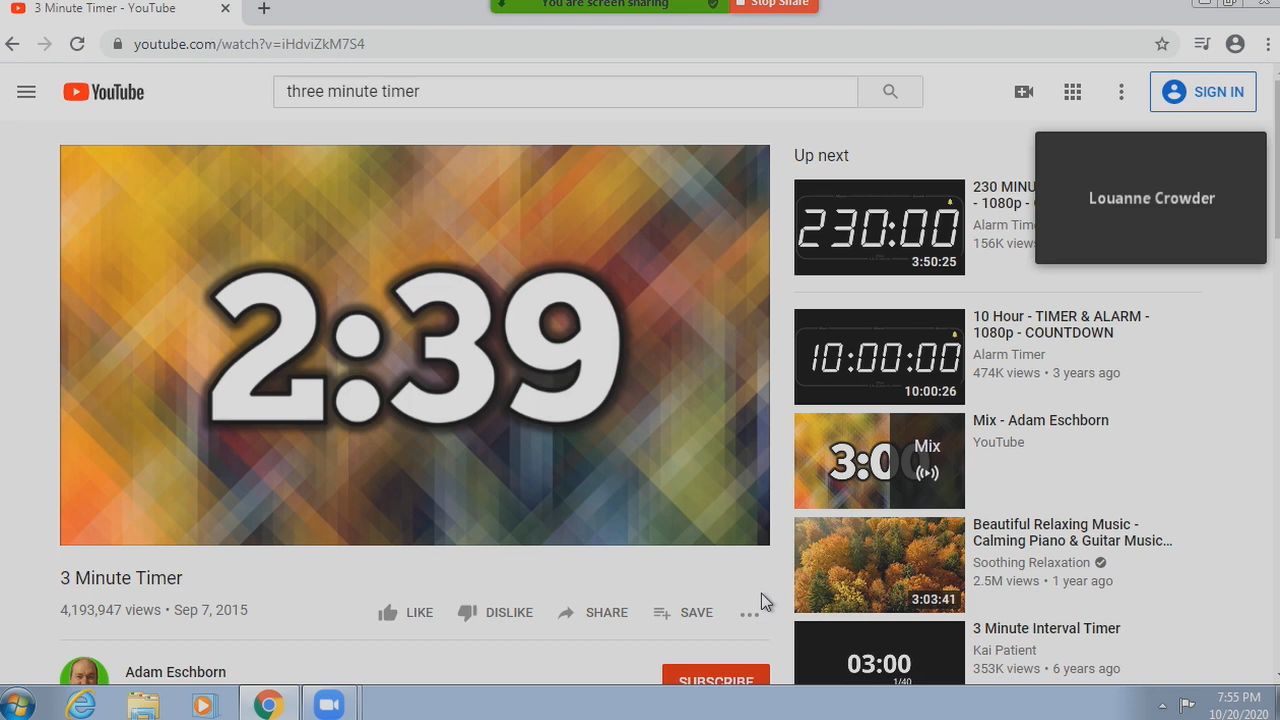 3 Minute Timer - YouTube
You are screen sharing
Stop Share
youtube.com/watch?v=iHdviZkM7S4
YouTube
three minute timer
SIGN IN
Louanne Crowder
2:39
3 Minute Timer
4,193,947 views • Sep 7, 2015
LIKE
DISLIKE
SHARE
SAVE
Adam Eschborn
SUBSCRIBE
Up next
230:00
3:50:25
230 MINU
- 1080p -
Alarm Tim
156K views
10:00:00
10:00:26
10 Hour - TIMER & ALARM -
1080p - COUNTDOWN
Alarm Timer
474K views • 3 years ago
3:00
Mix
Mix - Adam Eschborn
YouTube
3:03:41
Beautiful Relaxing Music -
Calming Piano & Guitar Music...
Soothing Relaxation
2.5M views • 1 year ago
03:00
1/40
3 Minute Interval Timer
Kai Patient
353K views • 6 years ago
7:55 PM
10/20/2020